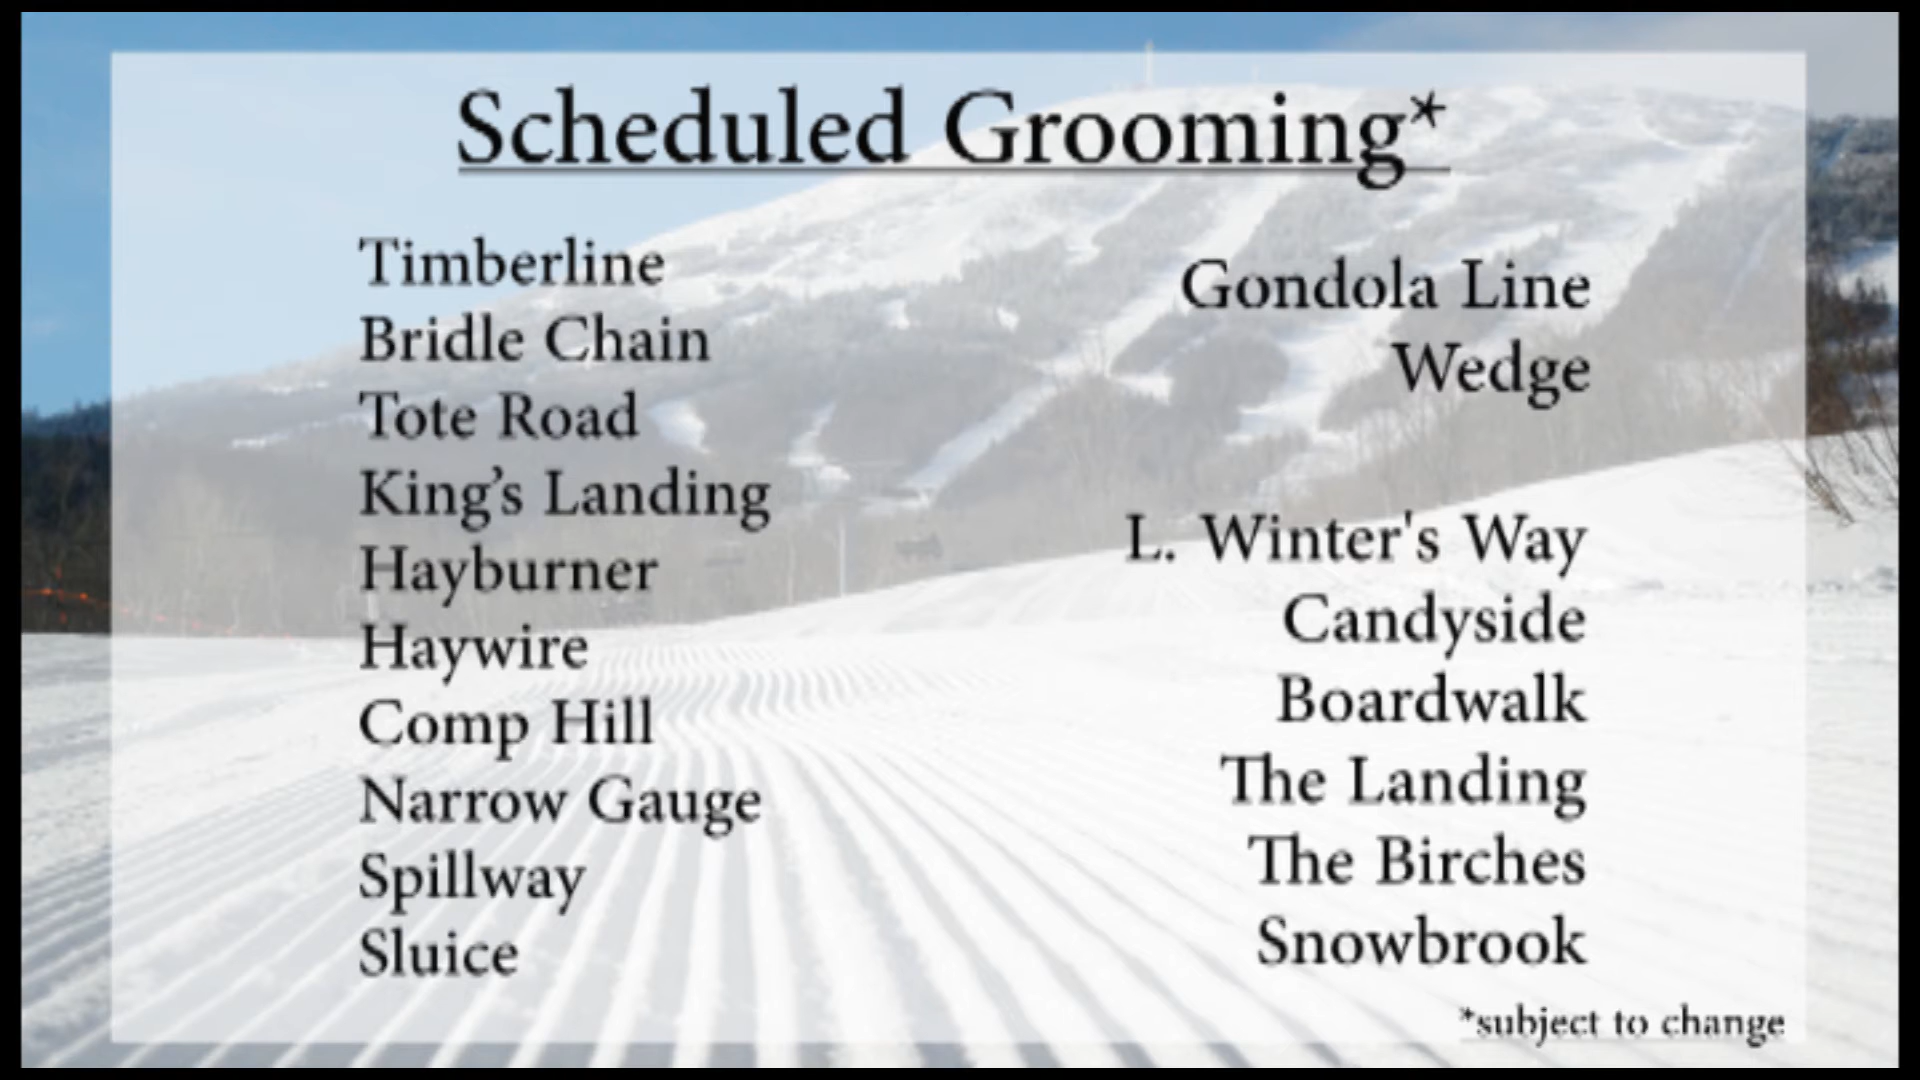 Scheduled Grooming*
Timberline
Bridle Chain
Tote Road
King’s Landing
Hayburner
Haywire
Comp Hill
Narrow Gauge
Spillway
Sluice
Gondola Line
Wedge
L. Winter's Way
Candyside
Boardwalk
The Landing
The Birches
Snowbrook
*subject to change